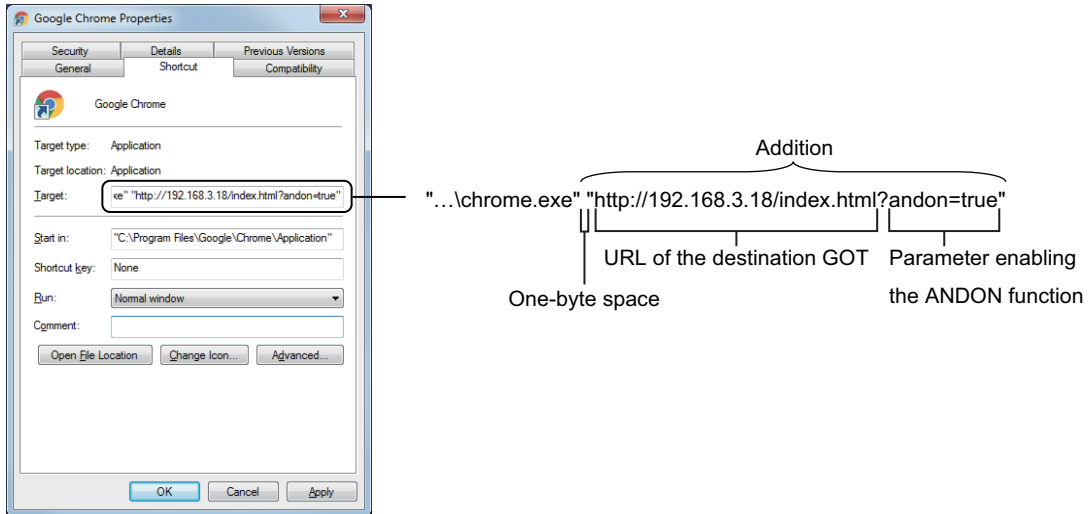 Google Chrome Properties
Security Details Previous Versions
General Shortcut Compatibility
Google Chrome
Target type: Application
Target location: Application
Target: xe" "http://192.168.3.18/index.html?andon=true"
Start in: "C:\Program Files\Google\Chrome\Application"
Shortcut key: None
Run: Normal window
Comment:
Open File Location Change Icon... Advanced...
OK Cancel Apply
Addition
"…\chrome.exe" "http://192.168.3.18/index.html?andon=true"
URL of the destination GOT Parameter enabling
the ANDON function
One-byte space